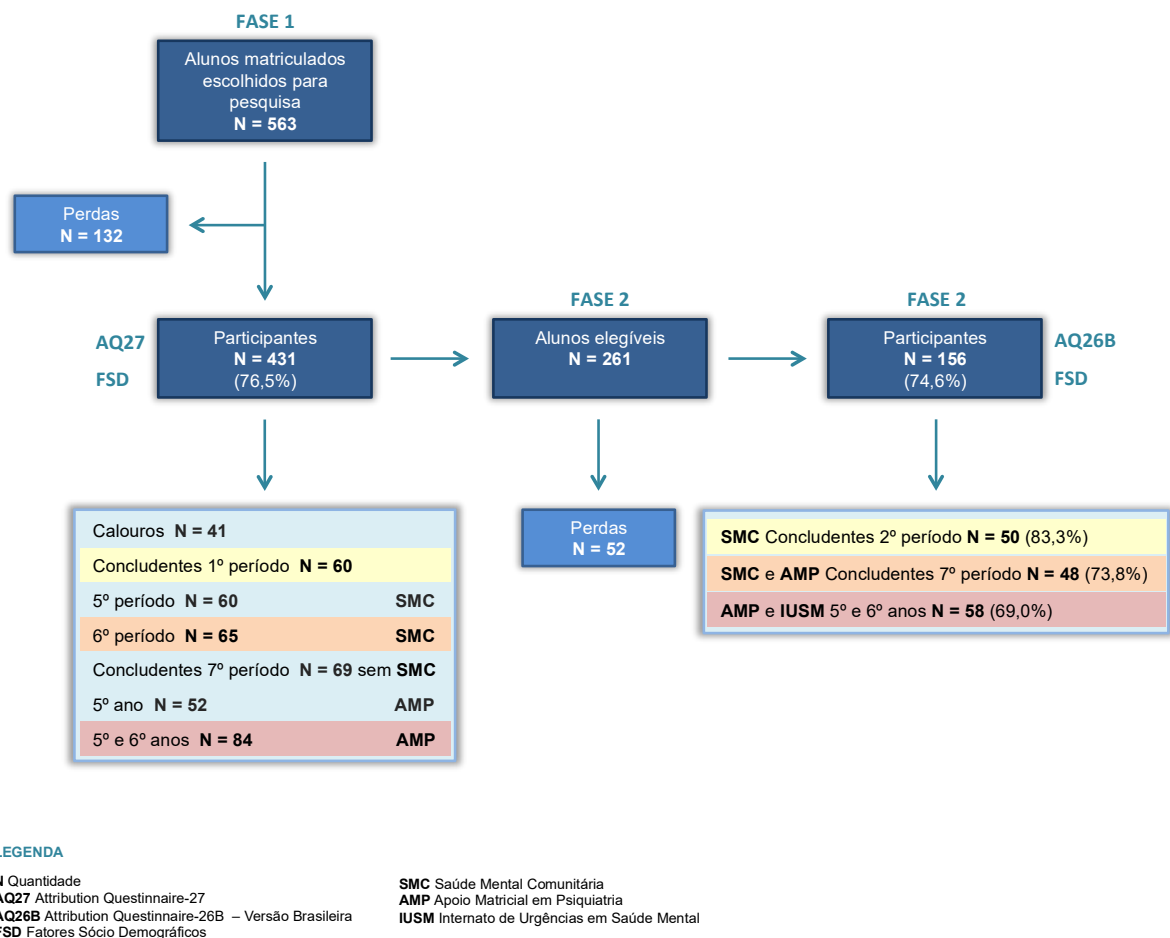 FASE 1
Alunos matriculados
escolhidos para
pesquisa
N = 563
Perdas
N = 132
AQ27
FSD
Participantes
N = 431
(76,5%)
FASE 2
Alunos elegíveis
N = 261
FASE 2
Participantes
N = 156
(74,6%)
AQ26B
FSD
Calouros N = 41
Concludentes 1º período N = 60
5º período N = 60 SMC
6º período N = 65 SMC
Concludentes 7º período N = 69 sem SMC
5º ano N = 52 AMP
5º e 6º anos N = 84 AMP
Perdas
N = 52
SMC Concludentes 2º período N = 50 (83,3%)
SMC e AMP Concludentes 7º período N = 48 (73,8%)
AMP e IUSM 5º e 6º anos N = 58 (69,0%)
LEGENDA
N Quantidade
AQ27 Attribution Questinnaire-27
AQ26B Attribution Questinnaire-26B – Versão Brasileira
FSD Fatores Sócio Demográficos
SMC Saúde Mental Comunitária
AMP Apoio Matricial em Psiquiatria
IUSM Internato de Urgências em Saúde Mental